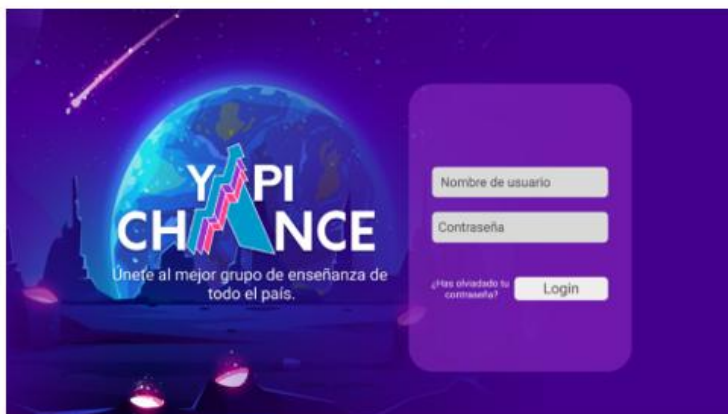 YAPI
CHANCE
Únete al mejor grupo de enseñanza de
todo el país.
Nombre de usuario
Contraseña
¿Has olviadado tu
contraseña?
Login